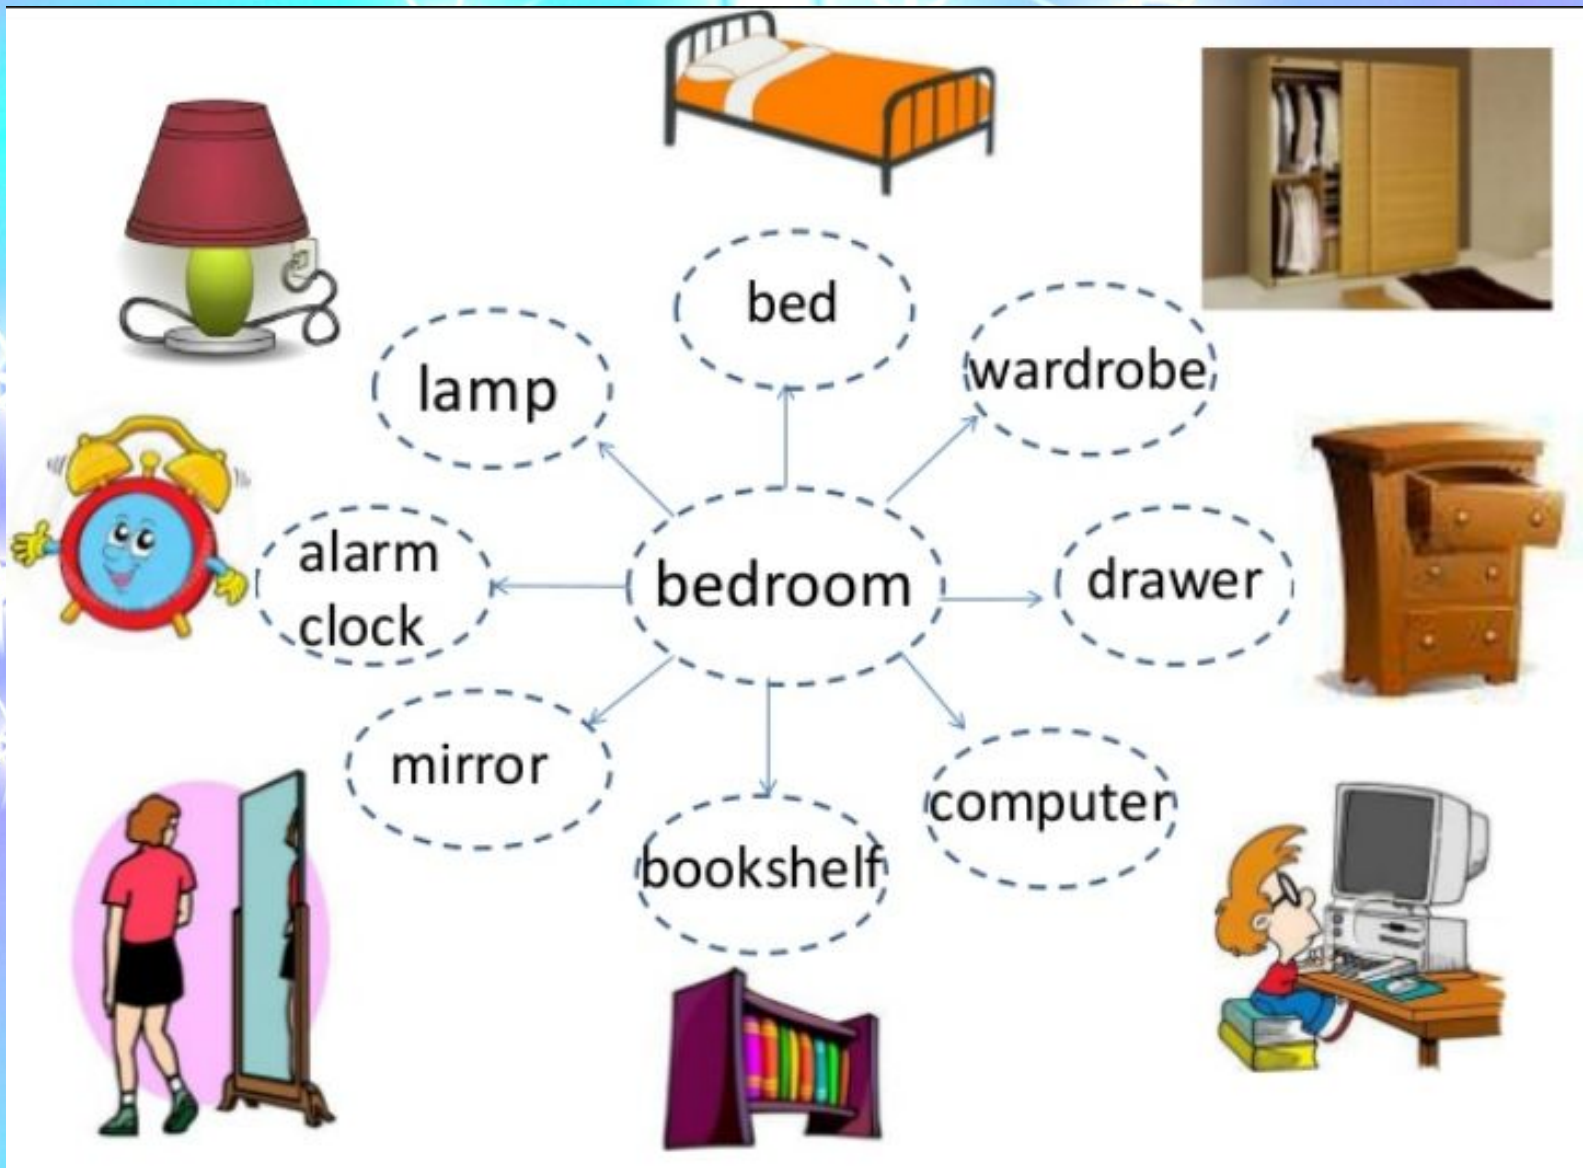 bed
wardrobe
lamp
alarm
clock
bedroom
drawer
mirror
computer
bookshelf